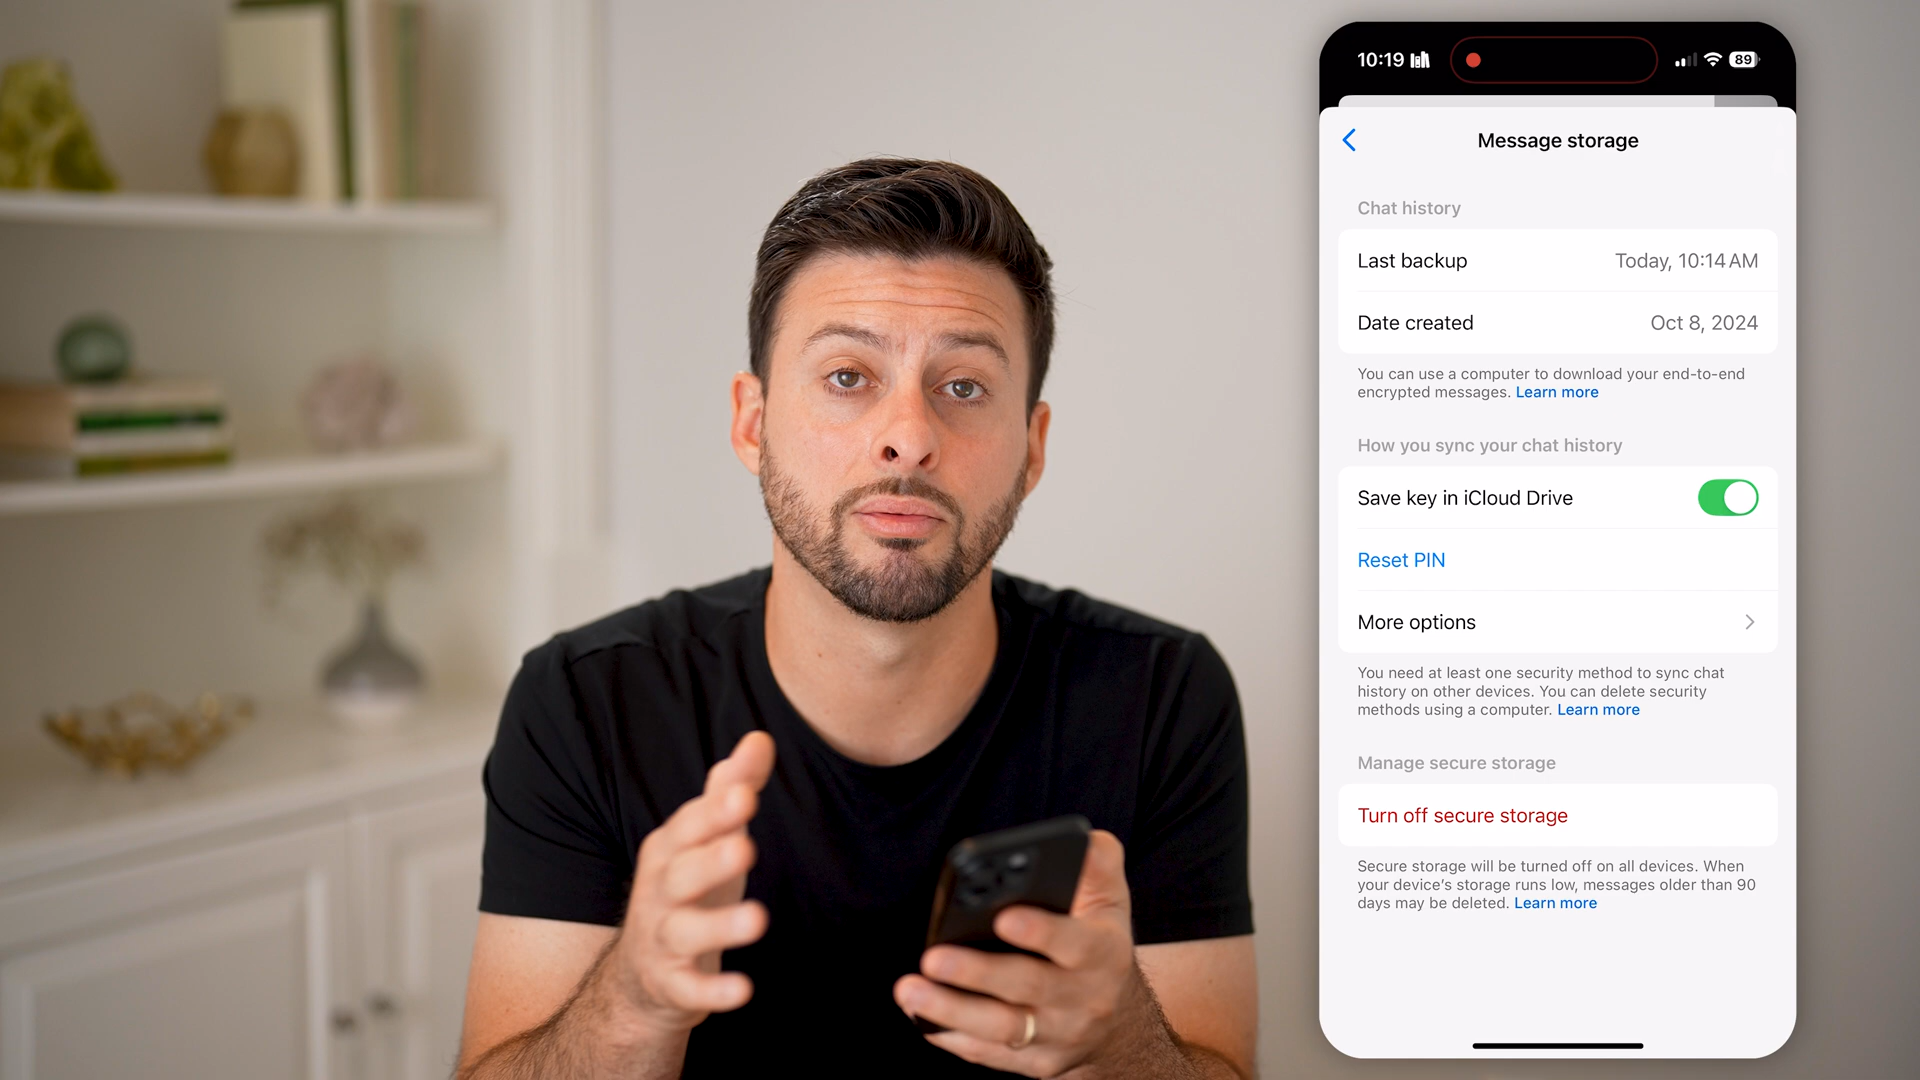 10:19
89
Message storage
Chat history
Last backup
Today, 10:14 AM
Date created
Oct 8, 2024
You can use a computer to download your end-to-end
encrypted messages. Learn more
How you sync your chat history
Save key in iCloud Drive
Reset PIN
More options
You need at least one security method to sync chat
history on other devices. You can delete security
methods using a computer. Learn more
Manage secure storage
Turn off secure storage
Secure storage will be turned off on all devices. When
your device's storage runs low, messages older than 90
days may be deleted. Learn more